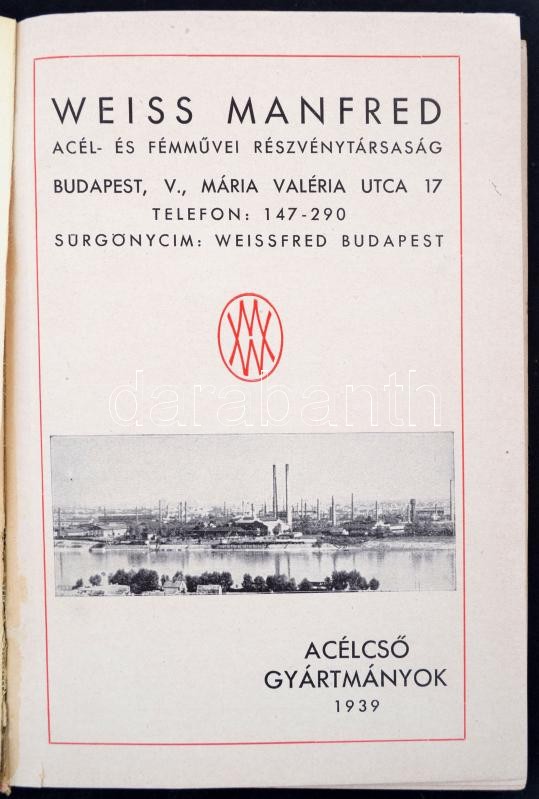 WEISS MANFRED
ACÉL- ÉS FÉMMŰVEI RÉSZVÉNYTÁRSASÁG
BUDAPEST, V., MÁRIA VALÉRIA UTCA 17
TELEFON: 147-290
SÜRGÖNYCIM: WEISSFRED BUDAPEST
WM
darabanth
ACÉLCSŐ
GYÁRTMÁNYOK
1939